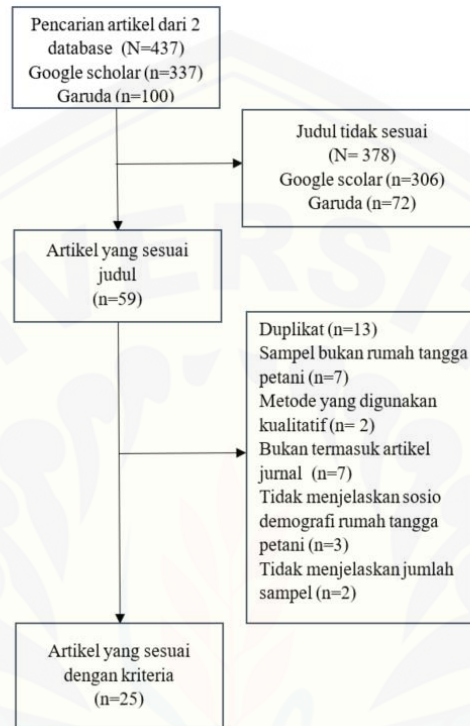 Pencarian artikel dari 2
database (N=437)
Google scholar (n=337)
Garuda (n=100)
Judul tidak sesuai
(N= 378)
Google scolar (n=306)
Garuda (n=72)
Artikel yang sesuai
judul
(n=59)
Duplikat (n=13)
Sampel bukan rumah tangga
petani (n=7)
Metode yang digunakan
kualitatif (n= 2)
Bukan termasuk artikel
jurnal (n=7)
Tidak menjelaskan sosio
demografi rumah tangga
petani (n=3)
Tidak menjelaskan jumlah
sampel (n=2)
Artikel yang sesuai
dengan kriteria
(n=25)